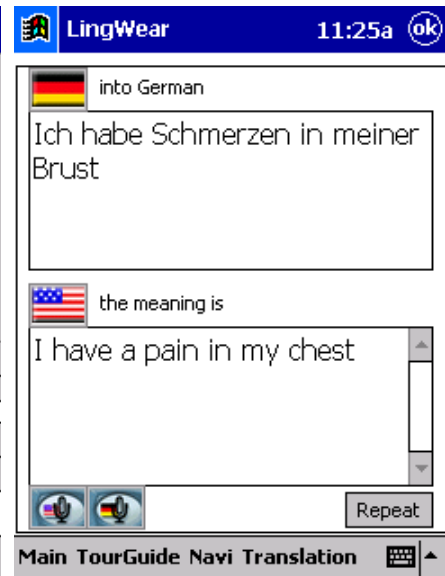 LingWear 11:25a ok
into German
Ich habe Schmerzen in meiner
Brust
the meaning is
I have a pain in my chest
Repeat
Main TourGuide Navi Translation